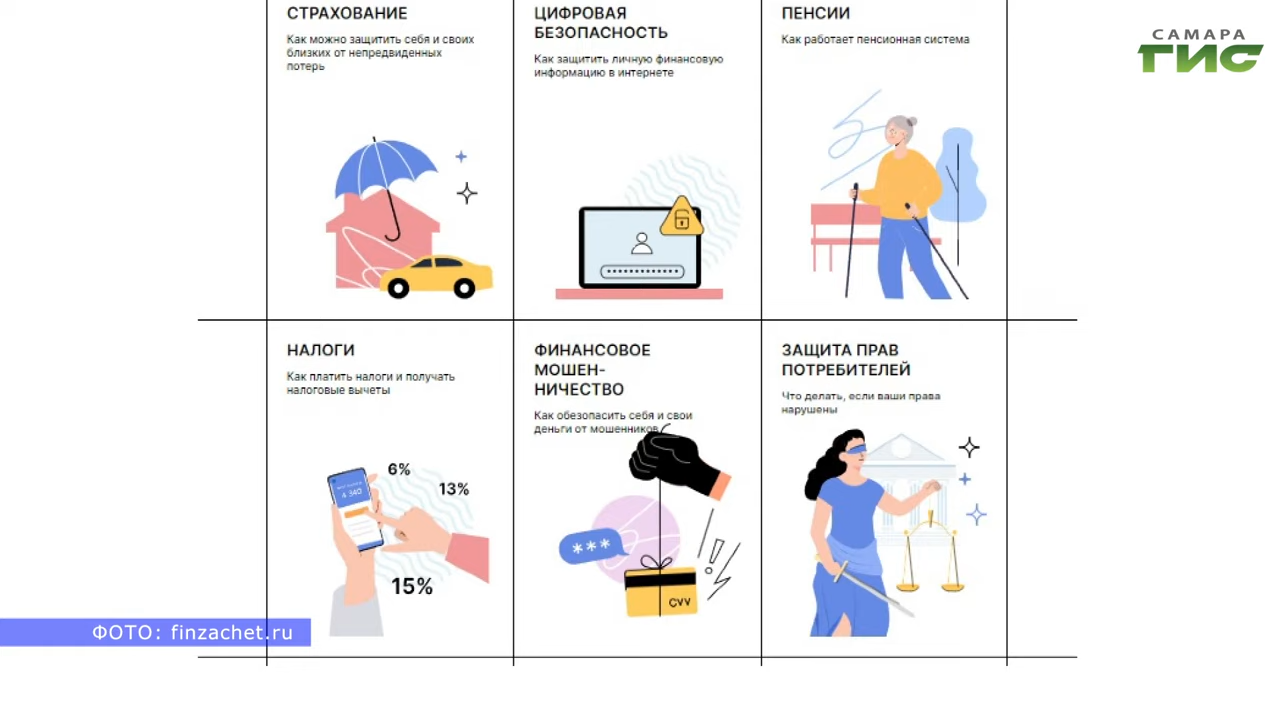 СТРАХОВАНИЕ
Как можно защитить себя и своих
близких от непредвиденных
потерь
ЦИФРОВАЯ
БЕЗОПАСНОСТЬ
Как защитить личную финансовую
информацию в интернете
ПЕНСИИ
Как работает пенсионная система
САМАРА
ГИС
НАЛОГИ
Как платить налоги и получать
налоговые вычеты
6%
13%
4 340
15%
ФИНАНСОВОЕ
МОШЕН-
НИЧЕСТВО
Как обезопасить себя и свои
деньги от мошенников
***
CVV
ЗАЩИТА ПРАВ
ПОТРЕБИТЕЛЕЙ
Что делать, если ваши права
нарушены
ФОТО: finzachet.ru